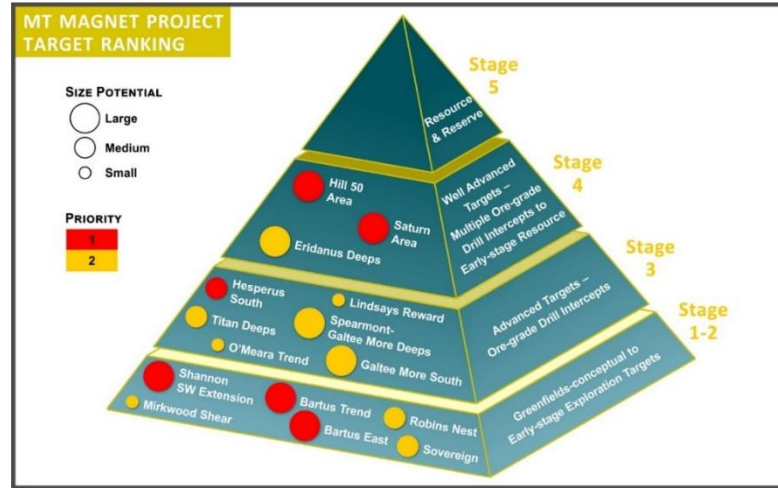 MT MAGNET PROJECT
TARGET RANKING
SIZE POTENTIAL
Large
Medium
Small
PRIORITY
1
2
Stage
5
Resource
& Reserve
Stage
4
Well Advanced
Targets –
Multiple Ore-grade
Drill Intercepts to
Early-stage Resource
Hill 50
Area
Saturn
Area
Eridanus Deeps
Stage
3
Advanced Targets –
Ore-grade Drill Intercepts
Hesperus
South
Lindsays Reward
Titan Deeps
Spearmont-
Galtee More Deeps
O'Meara Trend
Galtee More South
Stage
1-2
Greenfields-conceptual to
Early-stage Exploration Targets
Shannon
SW Extension
Mirkwood Shear
Bartus Trend
Bartus East
Robins Nest
Sovereign